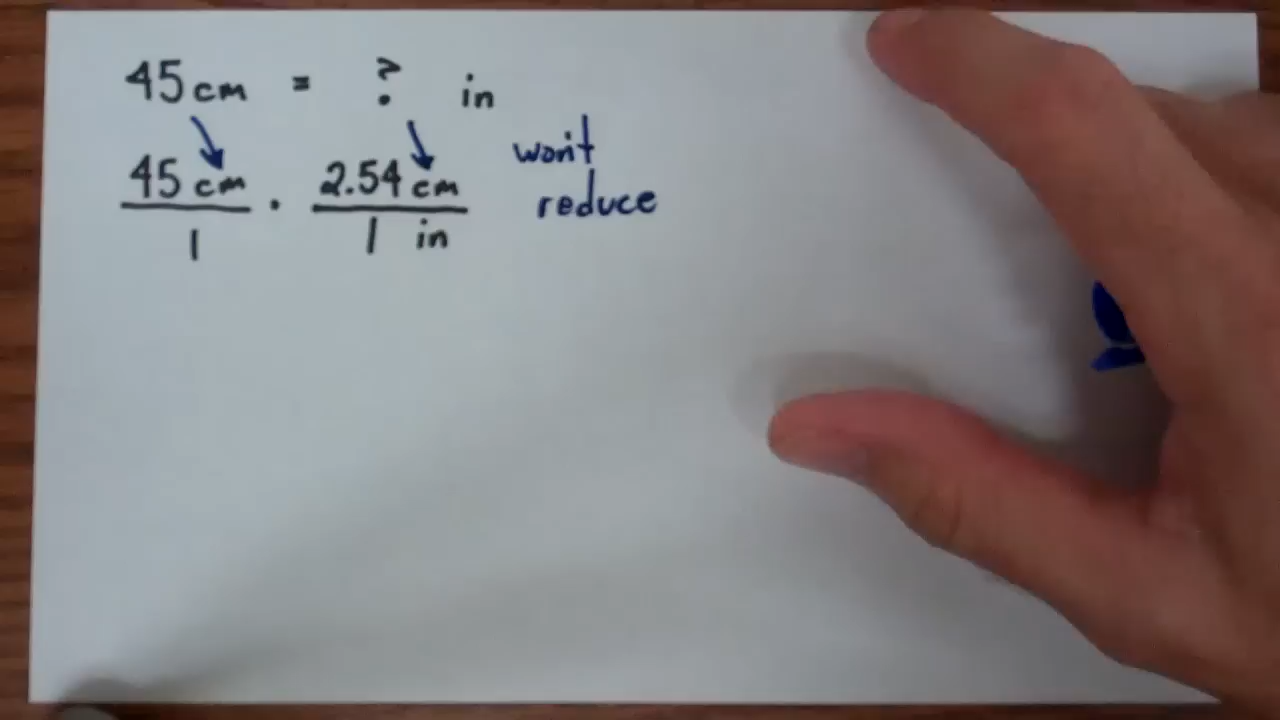 45 cm = ? in
45 cm / 1 · 2.54 cm / 1 in
won't
reduce